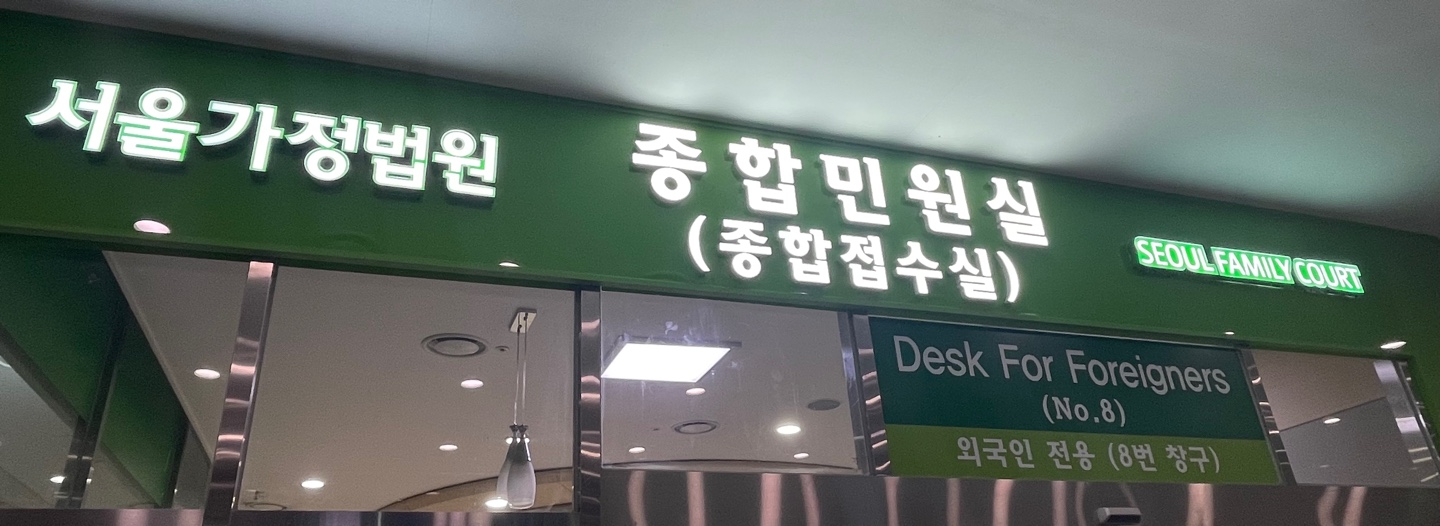 서울가정법원
종합민원실
(종합접수실)
SEOUL FAMILY COURT
Desk For Foreigners
(No.8)
외국인 전용 (8번 창구)